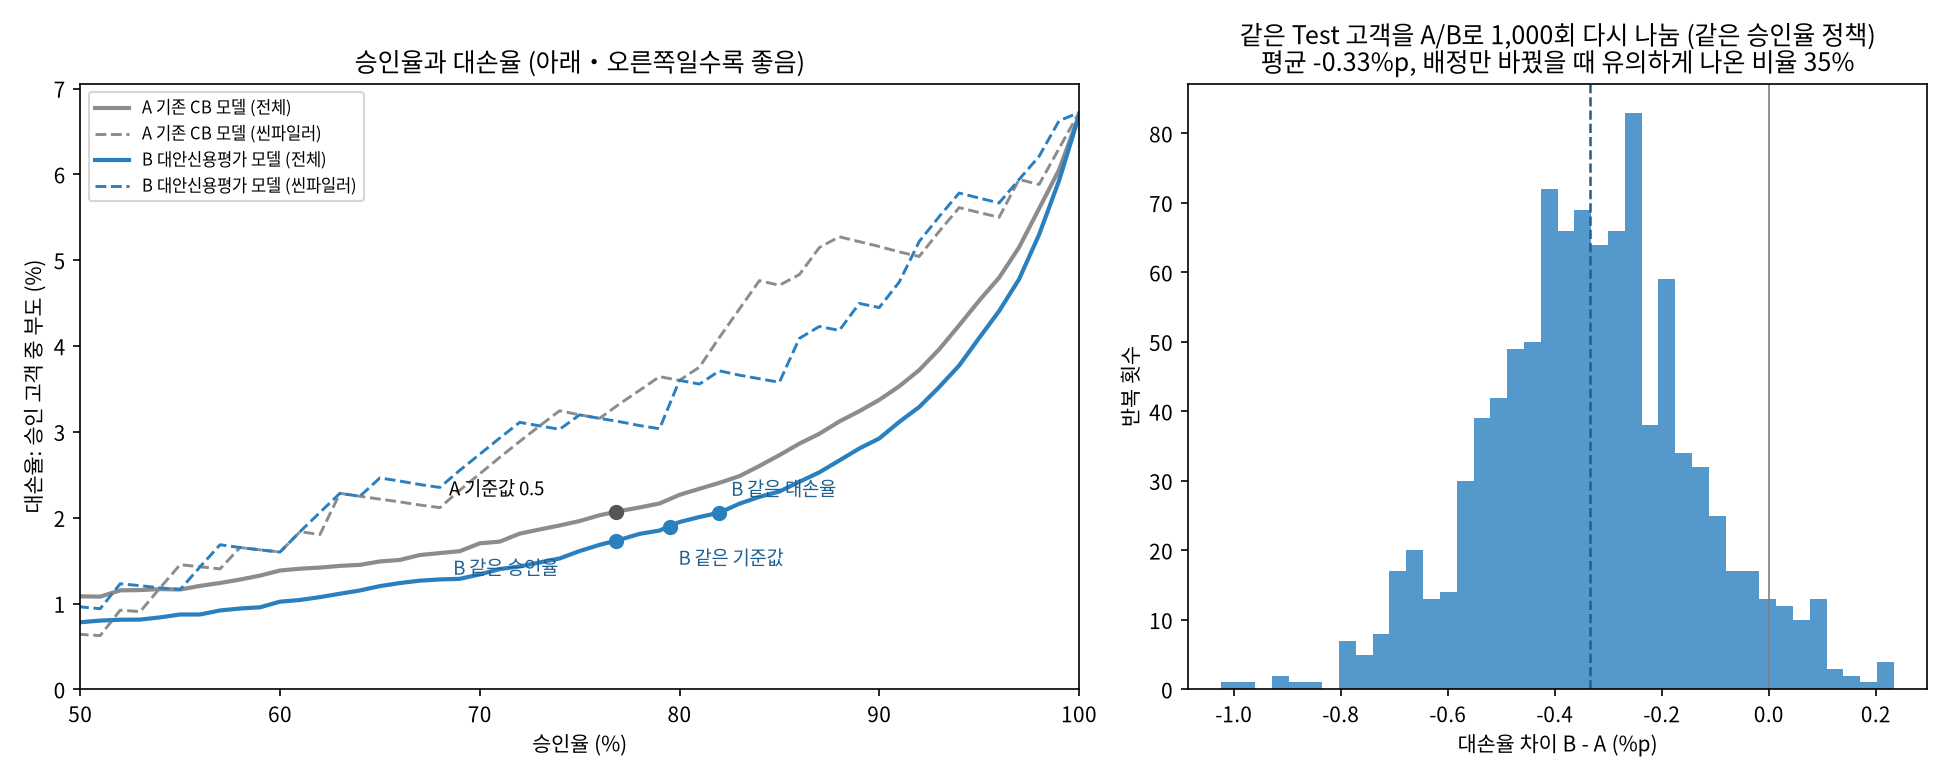 승인율과 대손율 (아래・오른쪽일수록 좋음)
대손율: 승인 고객 중 부도 (%)
7
6
5
4
3
2
1
0
A 기존 CB 모델 (전체)
A 기존 CB 모델 (씬파일러)
B 대안신용평가 모델 (전체)
B 대안신용평가 모델 (씬파일러)
A 기준값 0.5
B 같은 대손율
B 같은 승인율
B 같은 기준값
50
60
70
80
90
100
승인율 (%)
같은 Test 고객을 A/B로 1,000회 다시 나눔 (같은 승인율 정책)
평균 -0.33%p, 배정만 바꿨을 때 유의하게 나온 비율 35%
반복 횟수
80
70
60
50
40
30
20
10
0
-1.0
-0.8
-0.6
-0.4
-0.2
0.0
0.2
대손율 차이 B - A (%p)